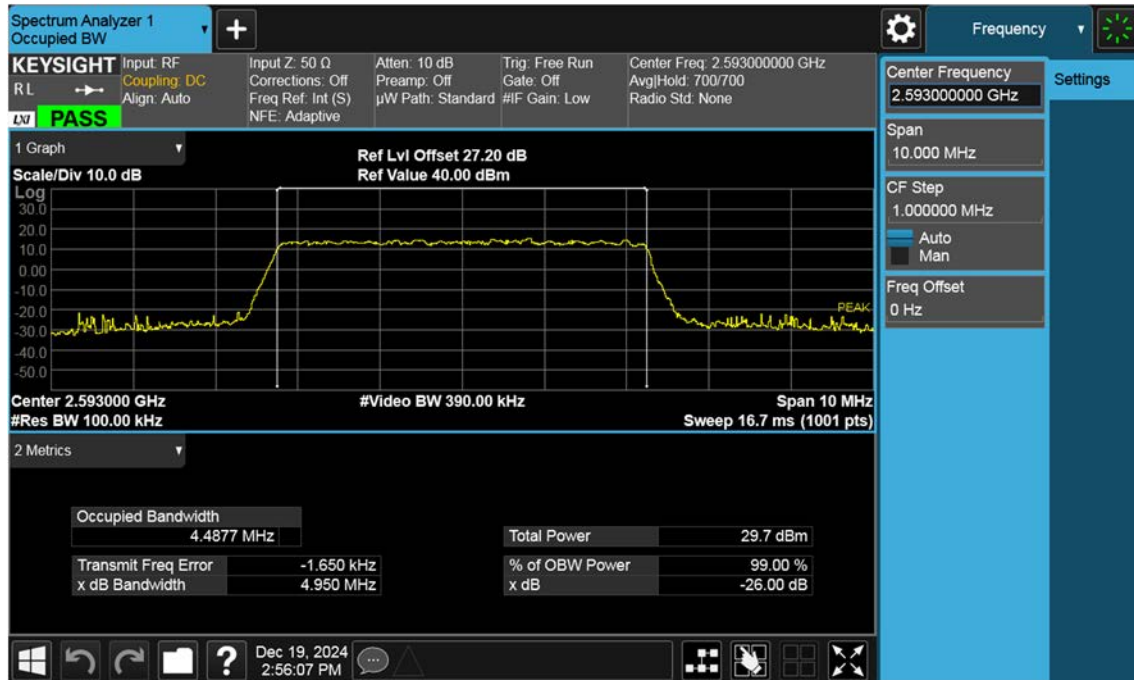 Spectrum Analyzer 1
Occupied BW
Frequency
KEYSIGHT
R L
LXI
PASS
Input: RF
Coupling: DC
Align: Auto
Input Z: 50 Ω
Corrections: Off
Freq Ref: Int (S)
NFE: Adaptive
Atten: 10 dB
Preamp: Off
µW Path: Standard
Trig: Free Run
Gate: Off
#IF Gain: Low
Center Freq: 2.593000000 GHz
Avg|Hold: 700/700
Radio Std: None
Center Frequency
2.593000000 GHz
Settings
Span
10.000 MHz
CF Step
1.000000 MHz
Auto
Man
Freq Offset
0 Hz
1 Graph
Scale/Div 10.0 dB
Ref Lvl Offset 27.20 dB
Ref Value 40.00 dBm
Log
30.0
20.0
10.0
0.00
-10.0
-20.0
-30.0
-40.0
-50.0
PEAK
Center 2.593000 GHz
#Res BW 100.00 kHz
#Video BW 390.00 kHz
Span 10 MHz
Sweep 16.7 ms (1001 pts)
2 Metrics
Occupied Bandwidth
4.4877 MHz
Transmit Freq Error -1.650 kHz
x dB Bandwidth 4.950 MHz
Total Power 29.7 dBm
% of OBW Power 99.00 %
x dB -26.00 dB
?
Dec 19, 2024
2:56:07 PM